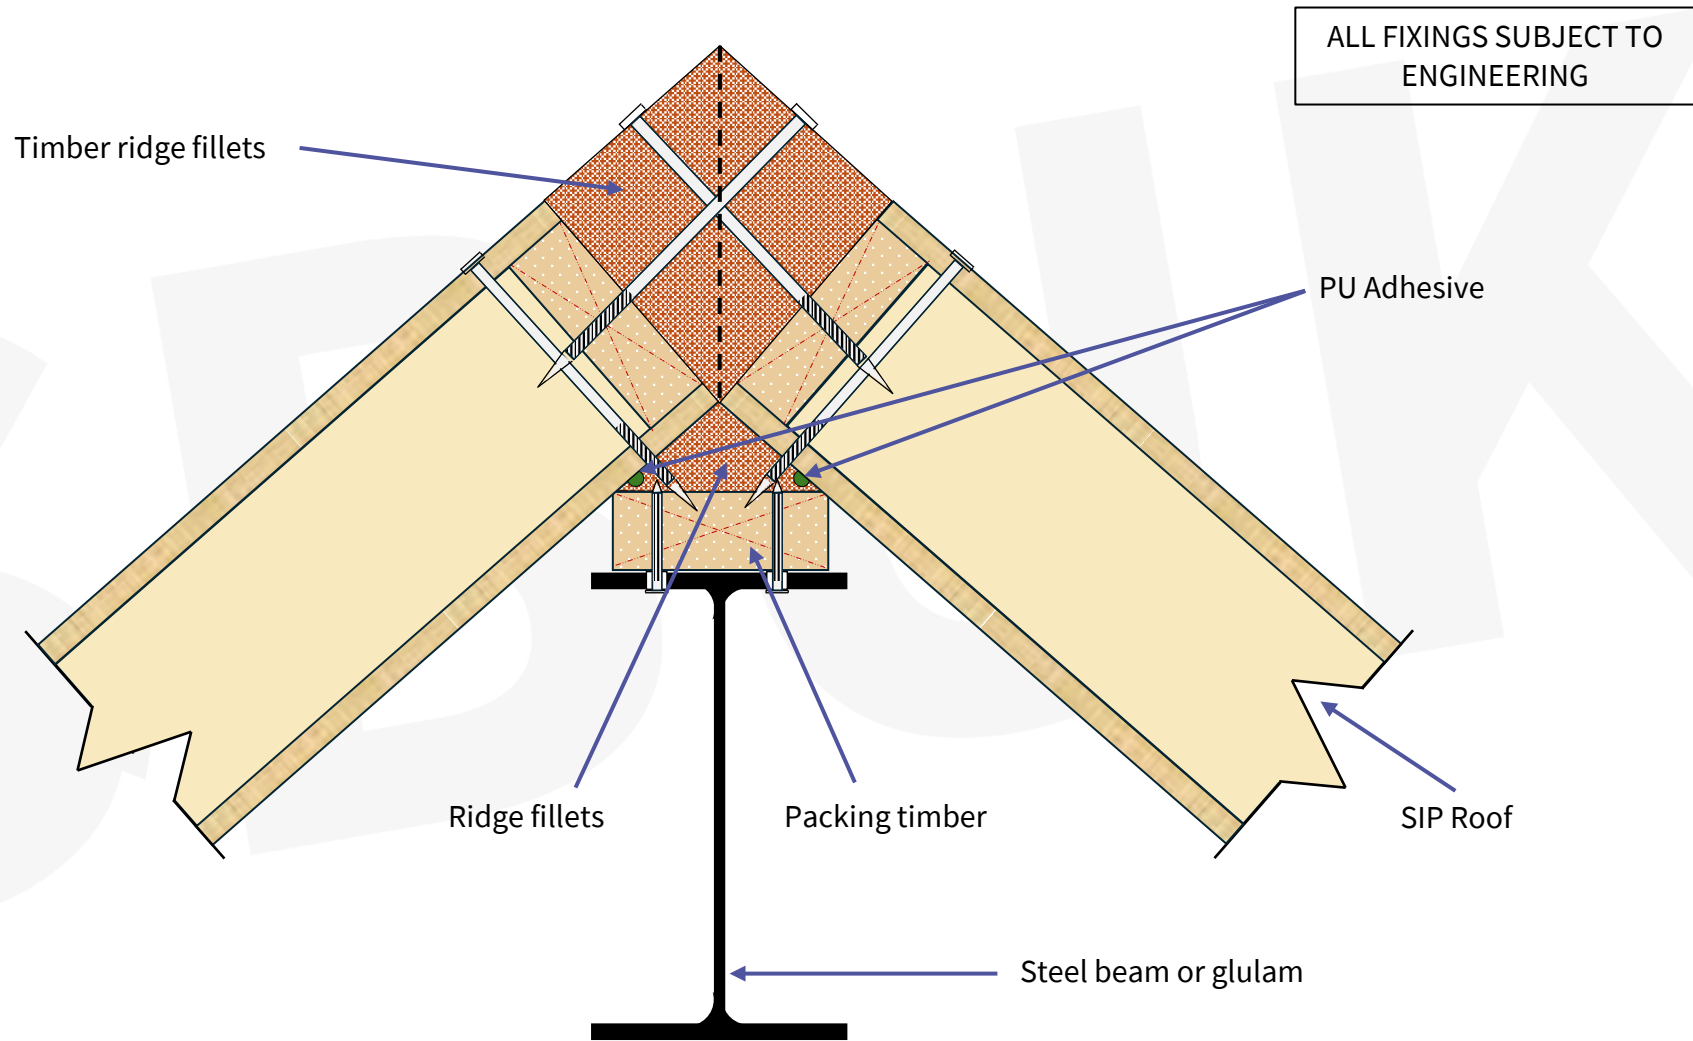 ALL FIXINGS SUBJECT TO
ENGINEERING
Timber ridge fillets
PU Adhesive
Ridge fillets
Packing timber
SIP Roof
Steel beam or glulam